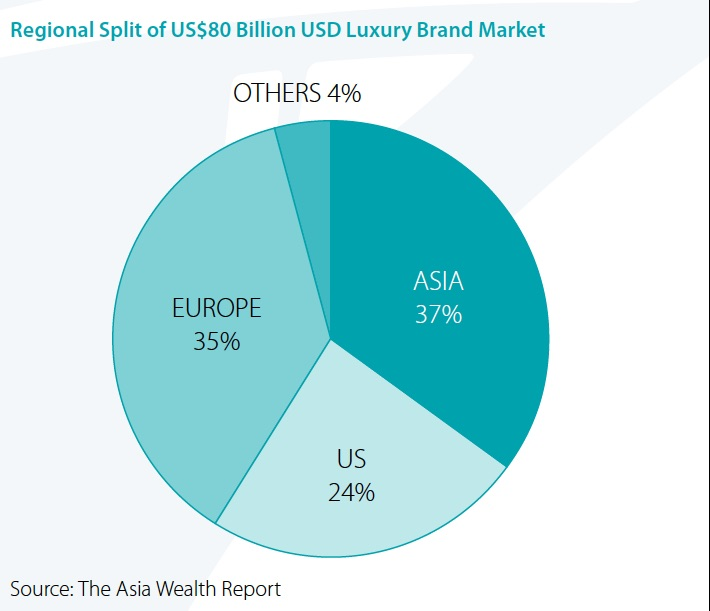 Regional Split of US$80 Billion USD Luxury Brand Market
OTHERS 4%
ASIA
37%
EUROPE
35%
US
24%
Source: The Asia Wealth Report